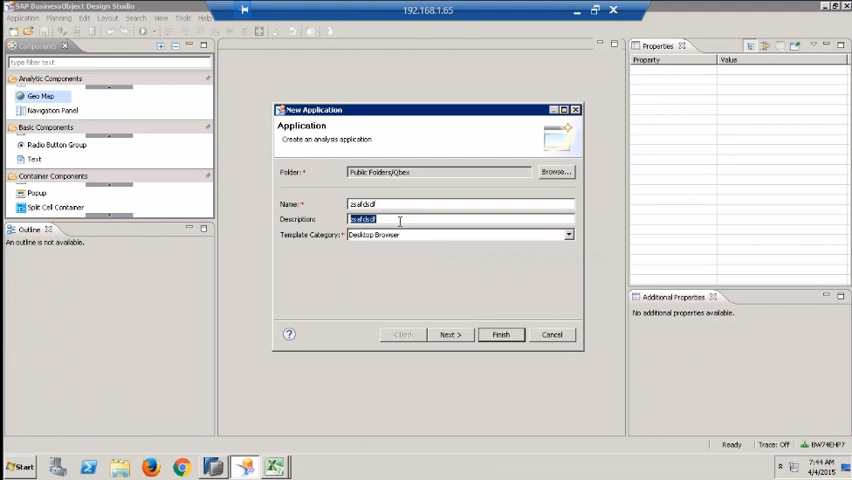 192.168.1.65
SAP BusinessObject Design Studio
Application Planning Edit Layout Search Tools Help
Components
type filter text
Analytic Components
Geo Map
Navigation Panel
Basic Components
Radio Button Group
Text
Container Components
Popup
Split Cell Container
Outline
An outline is not available.
New Application
Application
Create an analysis application
Folder:*
Public Folders/Qbex
Browse...
Name:*
zsafdsdf
Description:
zsafdsdf
Template Category:*
Desktop Browser
?
< Back
Next >
Finish
Cancel
Properties
Property
Value
Additional Properties
No additional properties available.
Ready
Trace: Off
BW74EHP7
Start
7:44 AM
4/4/2015